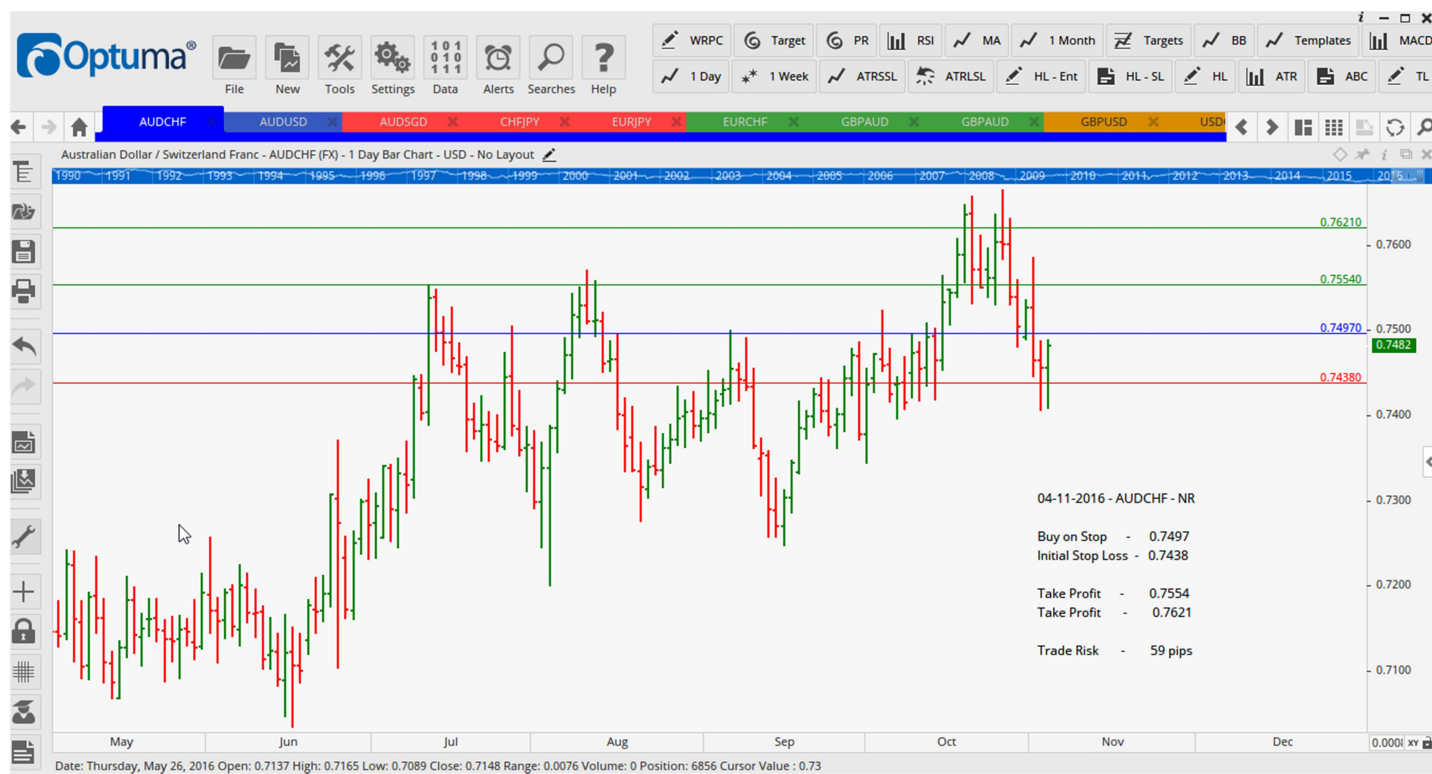 i
Optuma®
File
New
Tools
Settings
101
010
111
Data
Alerts
Searches
?
Help
WRPC
Target
PR
RSI
MA
1 Month
Targets
BB
Templates
MACD
1 Day
1 Week
ATRSSL
ATRLSL
HL - Ent
HL - SL
HL
ATR
ABC
TL
AUDCHF
AUDUSD
AUDSGD
CHFJPY
EURJPY
EURCHF
GBPAUD
GBPAUD
GBPUSD
USD
Australian Dollar / Switzerland Franc - AUDCHF (FX) - 1 Day Bar Chart - USD - No Layout
i
1990 1991 1992 1993 1994 1995 1996 1997 1998 1999 2000 2001 2002 2003 2004 2005 2006 2007 2008 2009 2010 2011 2012 2013 2014 2015
0.76210
0.7600
0.75540
0.74970
0.7500
0.7482
0.74380
0.7400
0.7300
0.7200
0.7100
04-11-2016 - AUDCHF - NR
Buy on Stop - 0.7497
Initial Stop Loss - 0.7438
Take Profit - 0.7554
Take Profit - 0.7621
Trade Risk - 59 pips
May Jun Jul Aug Sep Oct Nov Dec
XY
Date: Thursday, May 26, 2016 Open: 0.7137 High: 0.7165 Low: 0.7089 Close: 0.7148 Range: 0.0076 Volume: 0 Position: 6856 Cursor Value : 0.73